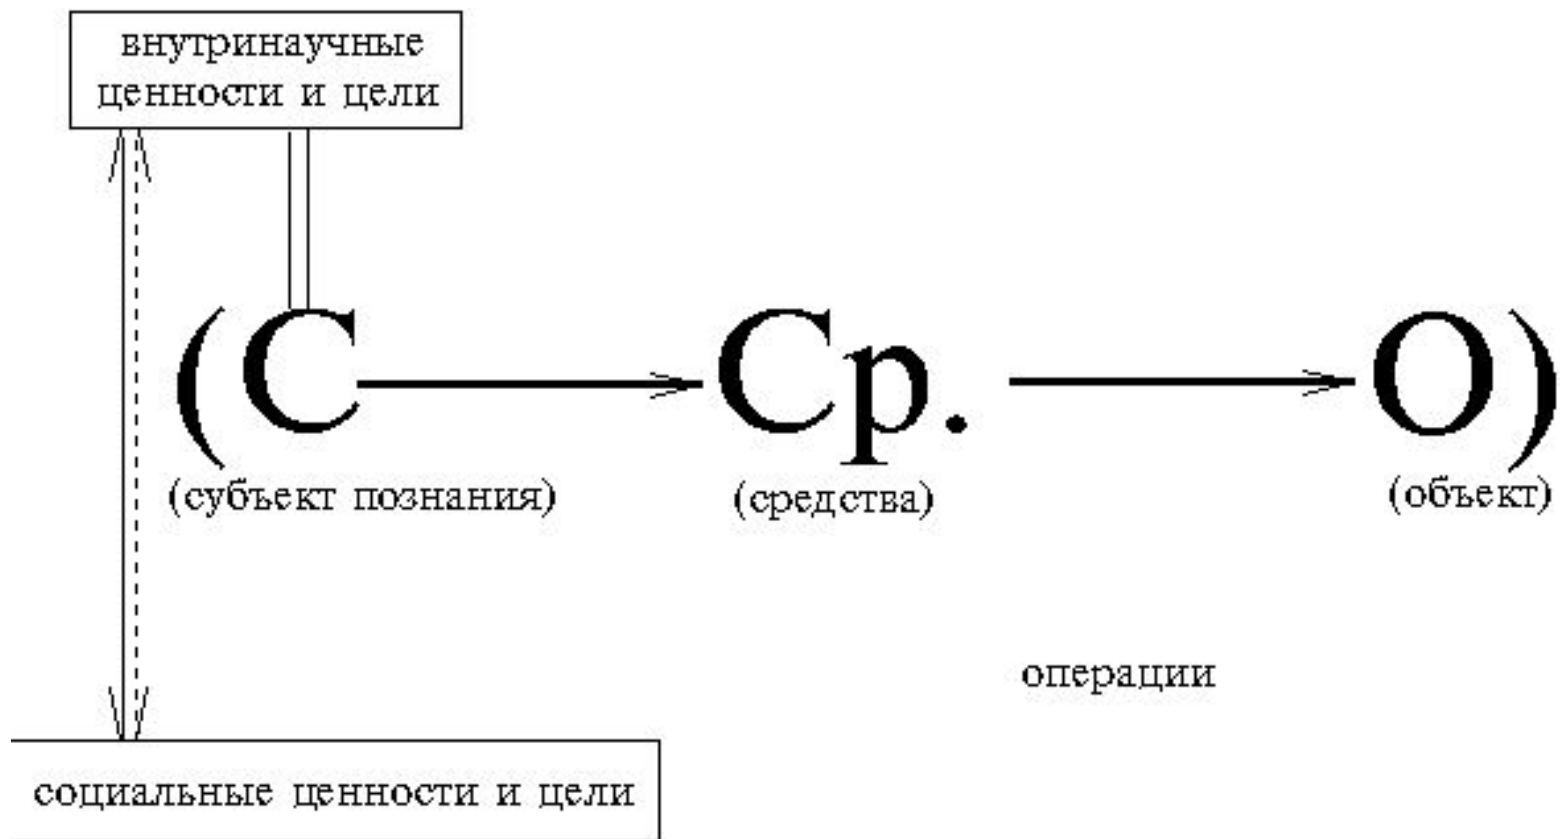 внутринаучные
ценности и цели
(С Ср. О)
(субъект познания) (средства) (объект)
операции
социальные ценности и цели